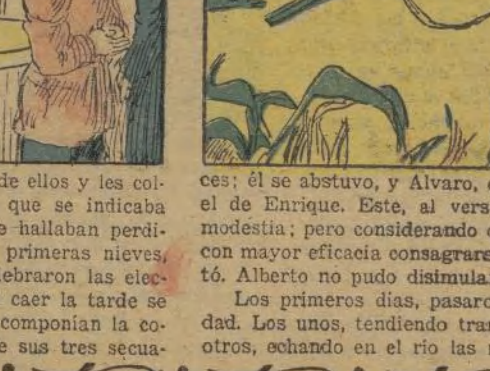 de ellos y les col-
que se indicaba
e hallaban perdi-
primeras nieves,
lebraron las elec-
caer la tarde se
componían la co-
e sus tres secua-
ces; él se abstuvo, y Alvaro,
el de Enrique. Este, al vers
modestia; pero considerando
con mayor eficacia consagrars
tó. Alberto no pudo disimula
Los primeros días, pasaro
dad. Los unos, tendiendo tra
otros, echando en el rio las